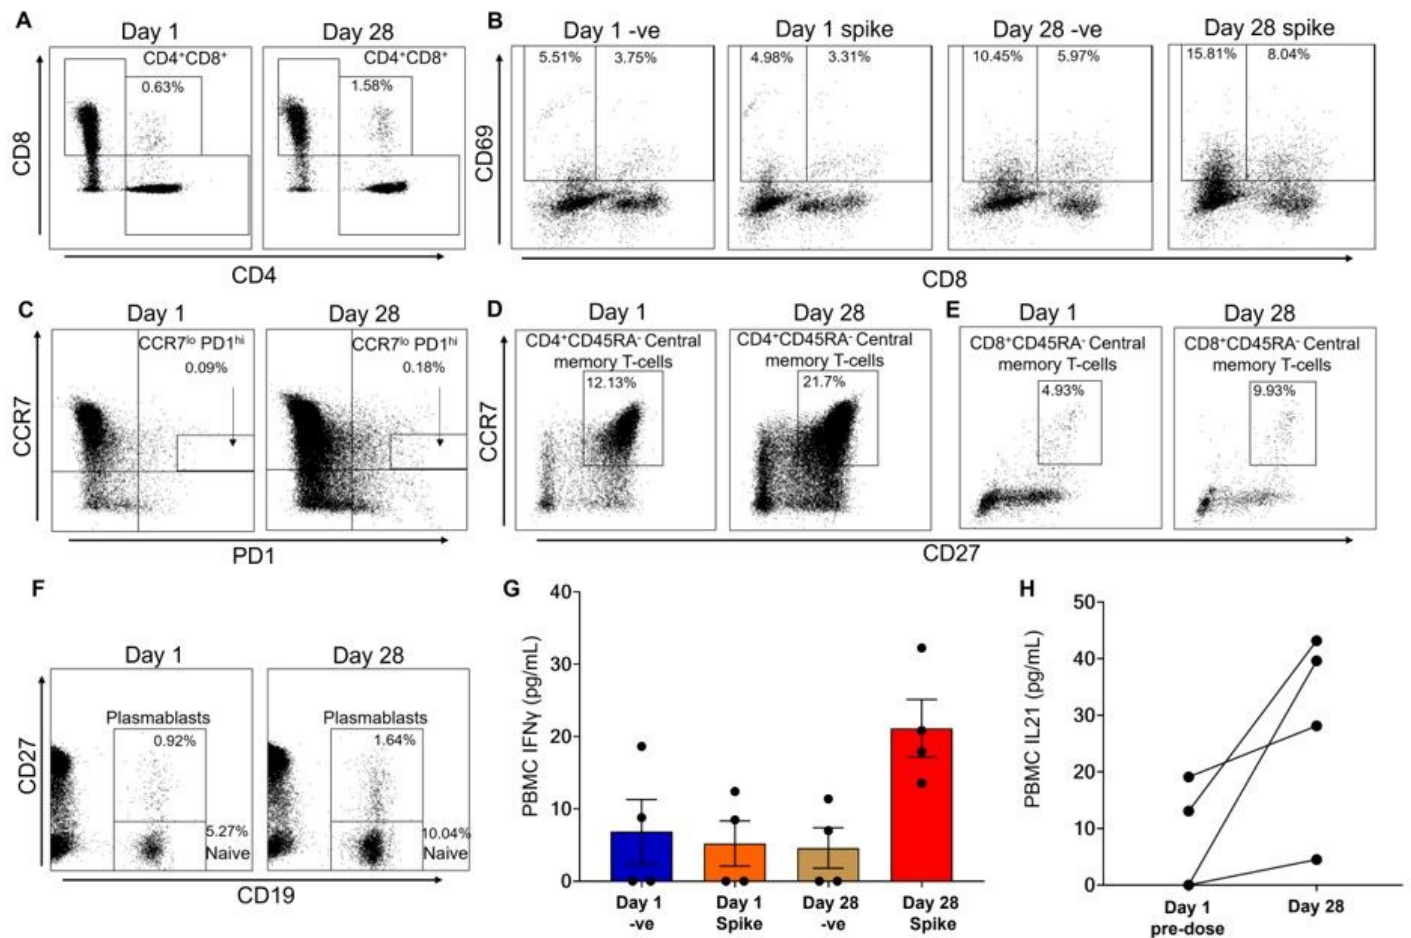 A
Day 1
Day 28
CD4⁺CD8⁺
0.63%
CD4⁺CD8⁺
1.58%
CD8
CD4
B
Day 1 -ve
Day 1 spike
Day 28 -ve
Day 28 spike
5.51%
3.75%
4.98%
3.31%
10.45%
5.97%
15.81%
8.04%
CD69
CD8
C
Day 1
Day 28
CCR7ˡᵒ PD1ʰⁱ
0.09%
CCR7ˡᵒ PD1ʰⁱ
0.18%
CCR7
PD1
D
Day 1
Day 28
CD4⁺CD45RA⁻ Central
memory T-cells
12.13%
CD4⁺CD45RA⁻ Central
memory T-cells
21.7%
CCR7
E
Day 1
Day 28
CD8⁺CD45RA⁻ Central
memory T-cells
4.93%
CD8⁺CD45RA⁻ Central
memory T-cells
9.93%
CD27
F
Day 1
Day 28
Plasmablasts
0.92%
5.27%
Naive
Plasmablasts
1.64%
10.04%
Naive
CD27
CD19
G
PBMC IFNγ (pg/mL)
40
30
20
10
0
Day 1
-ve
Day 1
Spike
Day 28
-ve
Day 28
Spike
H
PBMC IL21 (pg/mL)
50
40
30
20
10
0
Day 1
pre-dose
Day 28